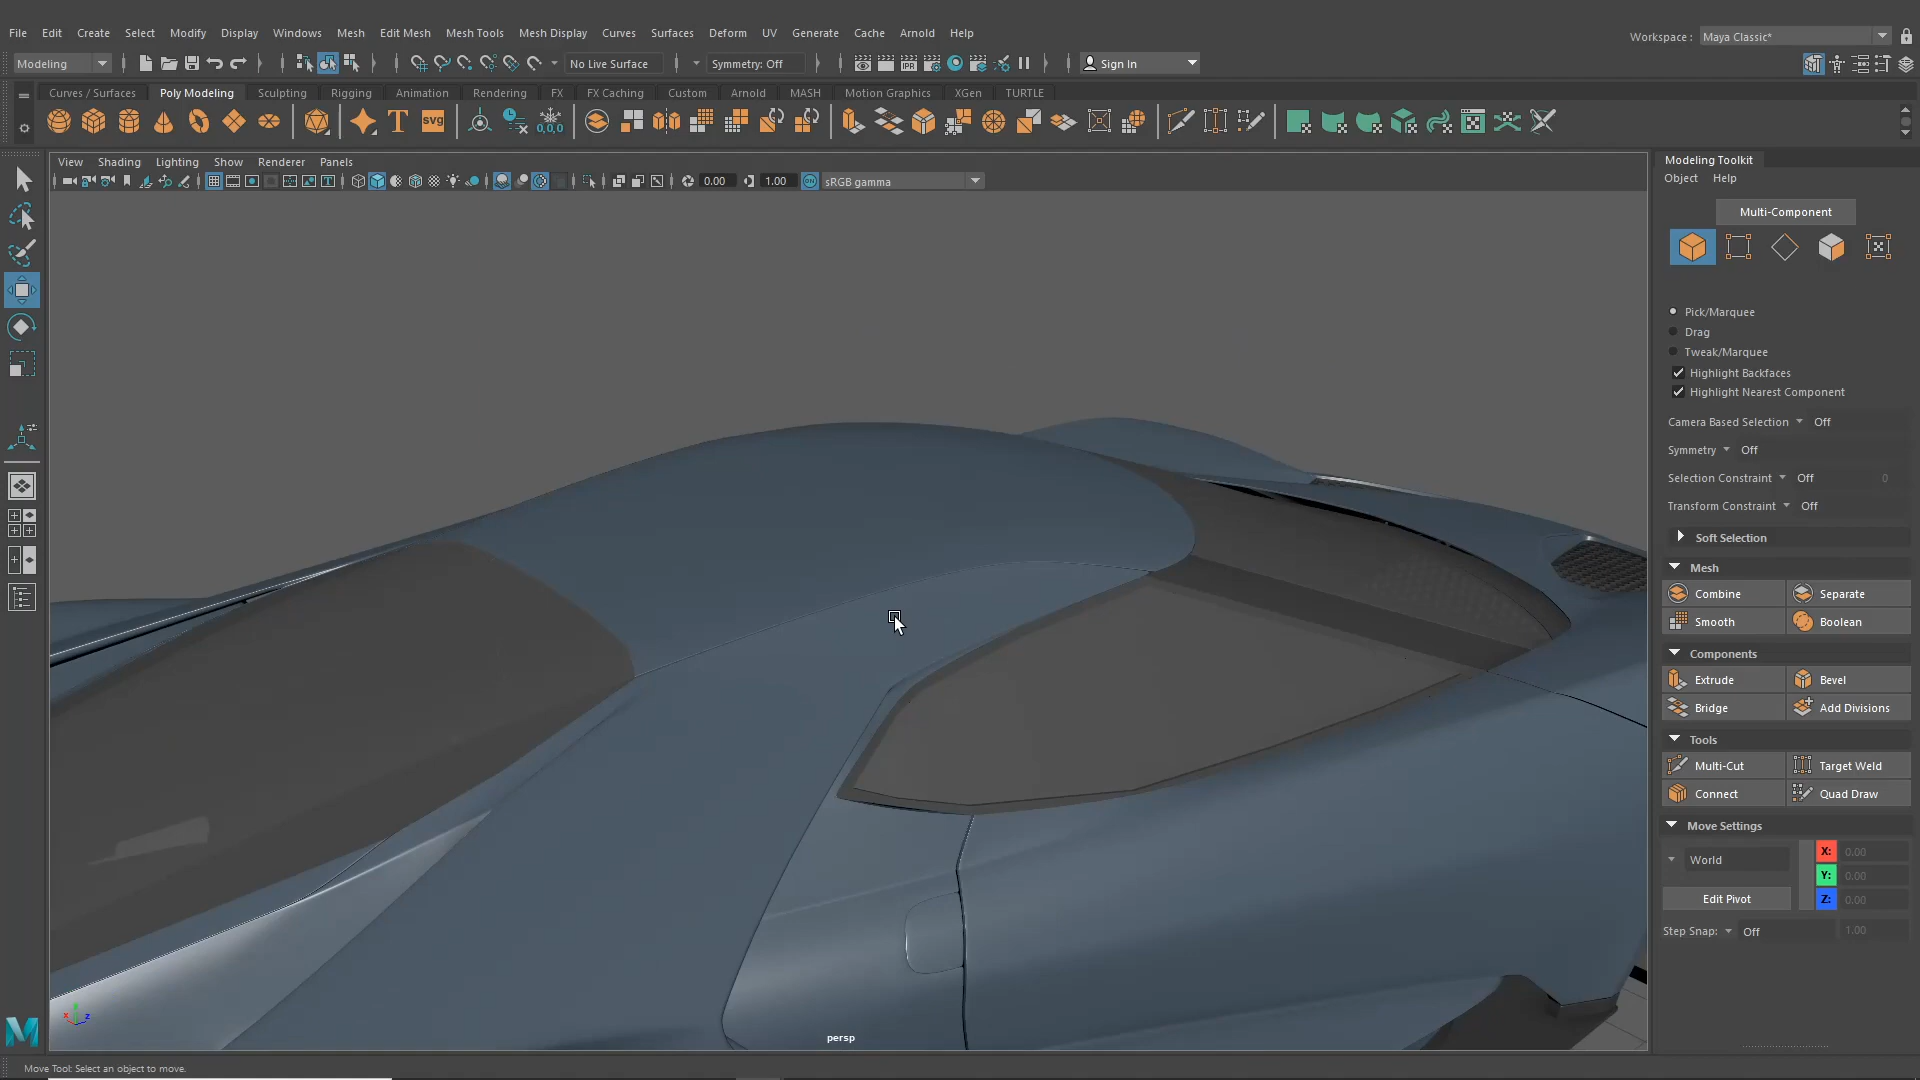 File Edit Create Select Modify Display Windows Mesh Edit Mesh Mesh Tools Mesh Display Curves Surfaces Deform UV Generate Cache Arnold Help
Workspace : Maya Classic*
Modeling No Live Surface Symmetry: Off IPR Sign In
Curves / Surfaces Poly Modeling Sculpting Rigging Animation Rendering FX FX Caching Custom Arnold MASH Motion Graphics XGen TURTLE
T svg 0,0,0
View Shading Lighting Show Renderer Panels
0.00 1.00 ON sRGB gamma
Modeling Toolkit
Object Help
Multi-Component
Pick/Marquee
Drag
Tweak/Marquee
Highlight Backfaces
Highlight Nearest Component
Camera Based Selection Off
Symmetry Off
Selection Constraint Off 0
Transform Constraint Off
Soft Selection
Mesh
Combine Separate
Smooth Boolean
Components
Extrude Bevel
Bridge Add Divisions
Tools
Multi-Cut Target Weld
Connect Quad Draw
Move Settings
World X: 0.00
Y: 0.00
Edit Pivot Z: 0.00
Step Snap: Off 1.00
persp
Move Tool: Select an object to move.